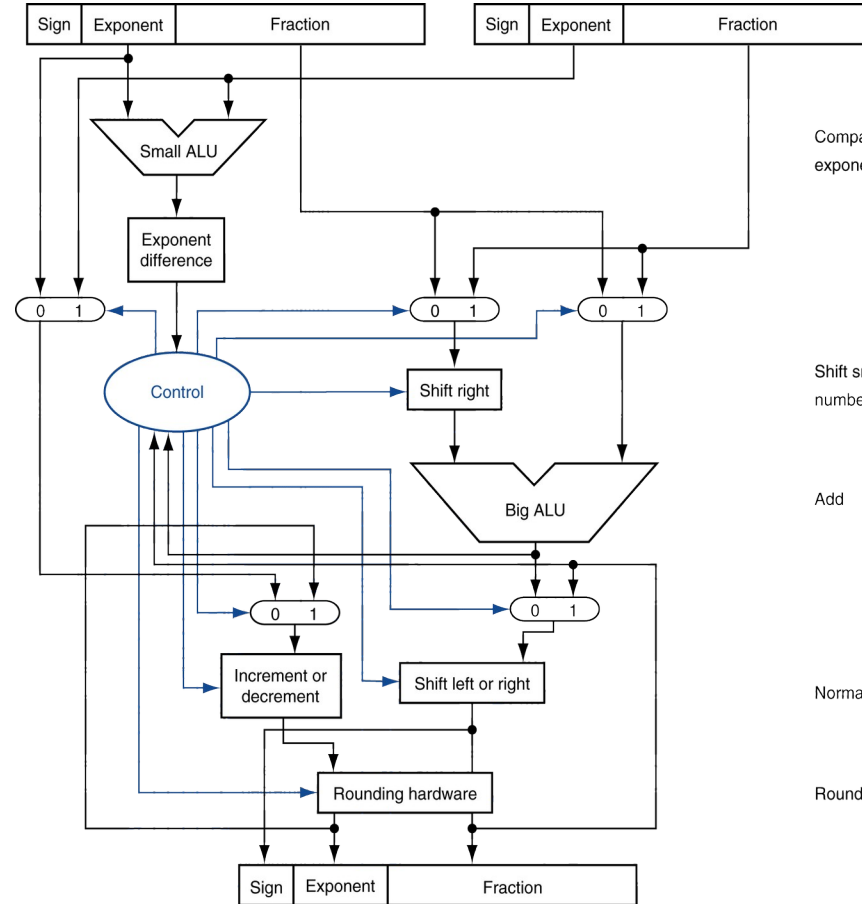 Sign Exponent Fraction Sign Exponent Fraction
Small ALU
Exponent
difference
0 1 0 1 0 1
Control
Shift right
Shift
Add
Big ALU
0 1 0 1
Increment or
decrement
Shift left or right
Rounding hardware
Round
Sign Exponent Fraction